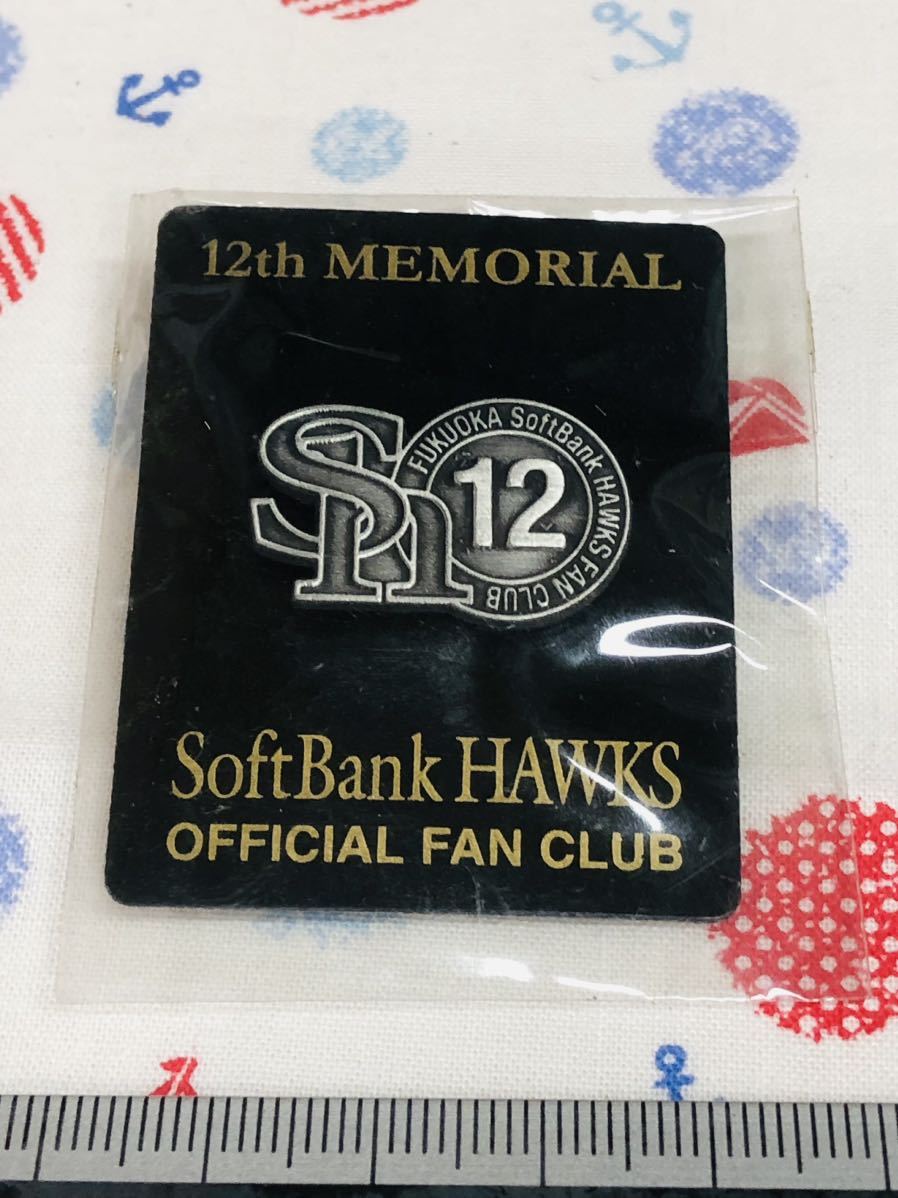 12th MEMORIAL
Sh
FUKUOKA SoftBank HAWKS FAN CLUB
12
SoftBank HAWKS
OFFICIAL FAN CLUB